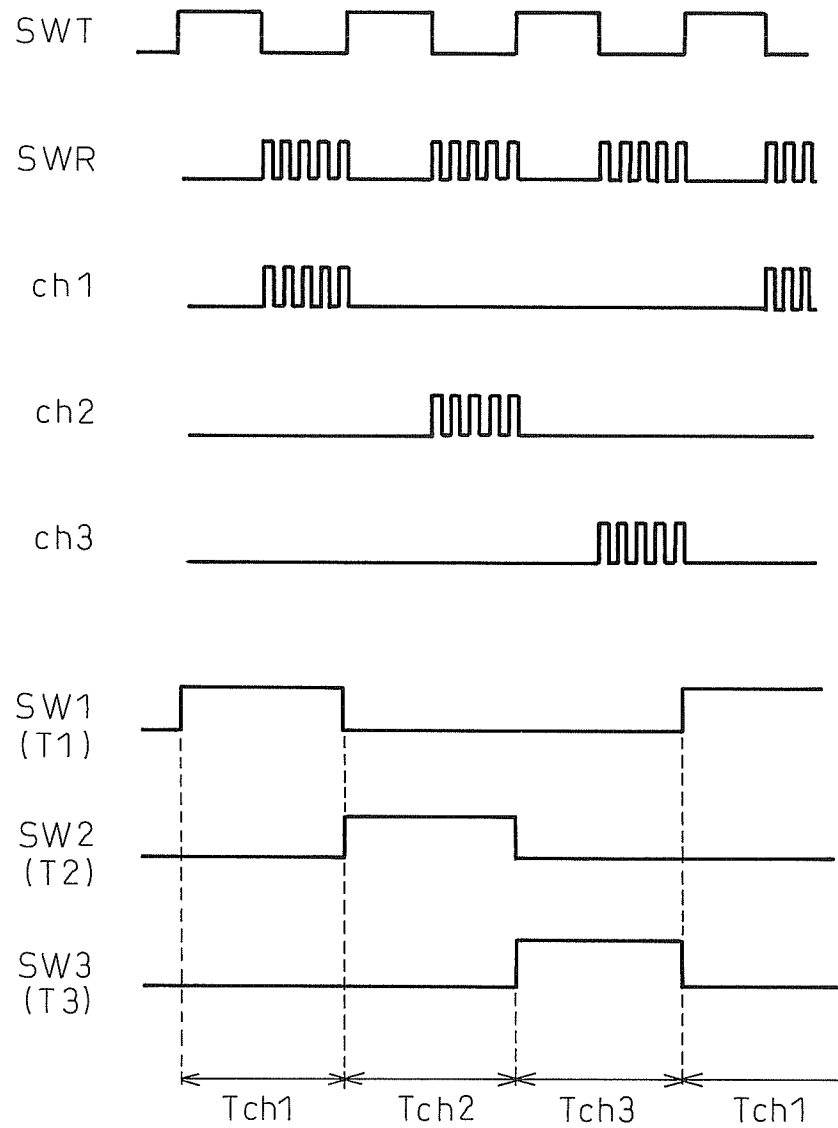 SWT
SWR
ch1
ch2
ch3
SW1
(T1)
SW2
(T2)
SW3
(T3)
Tch1 Tch2 Tch3 Tch1